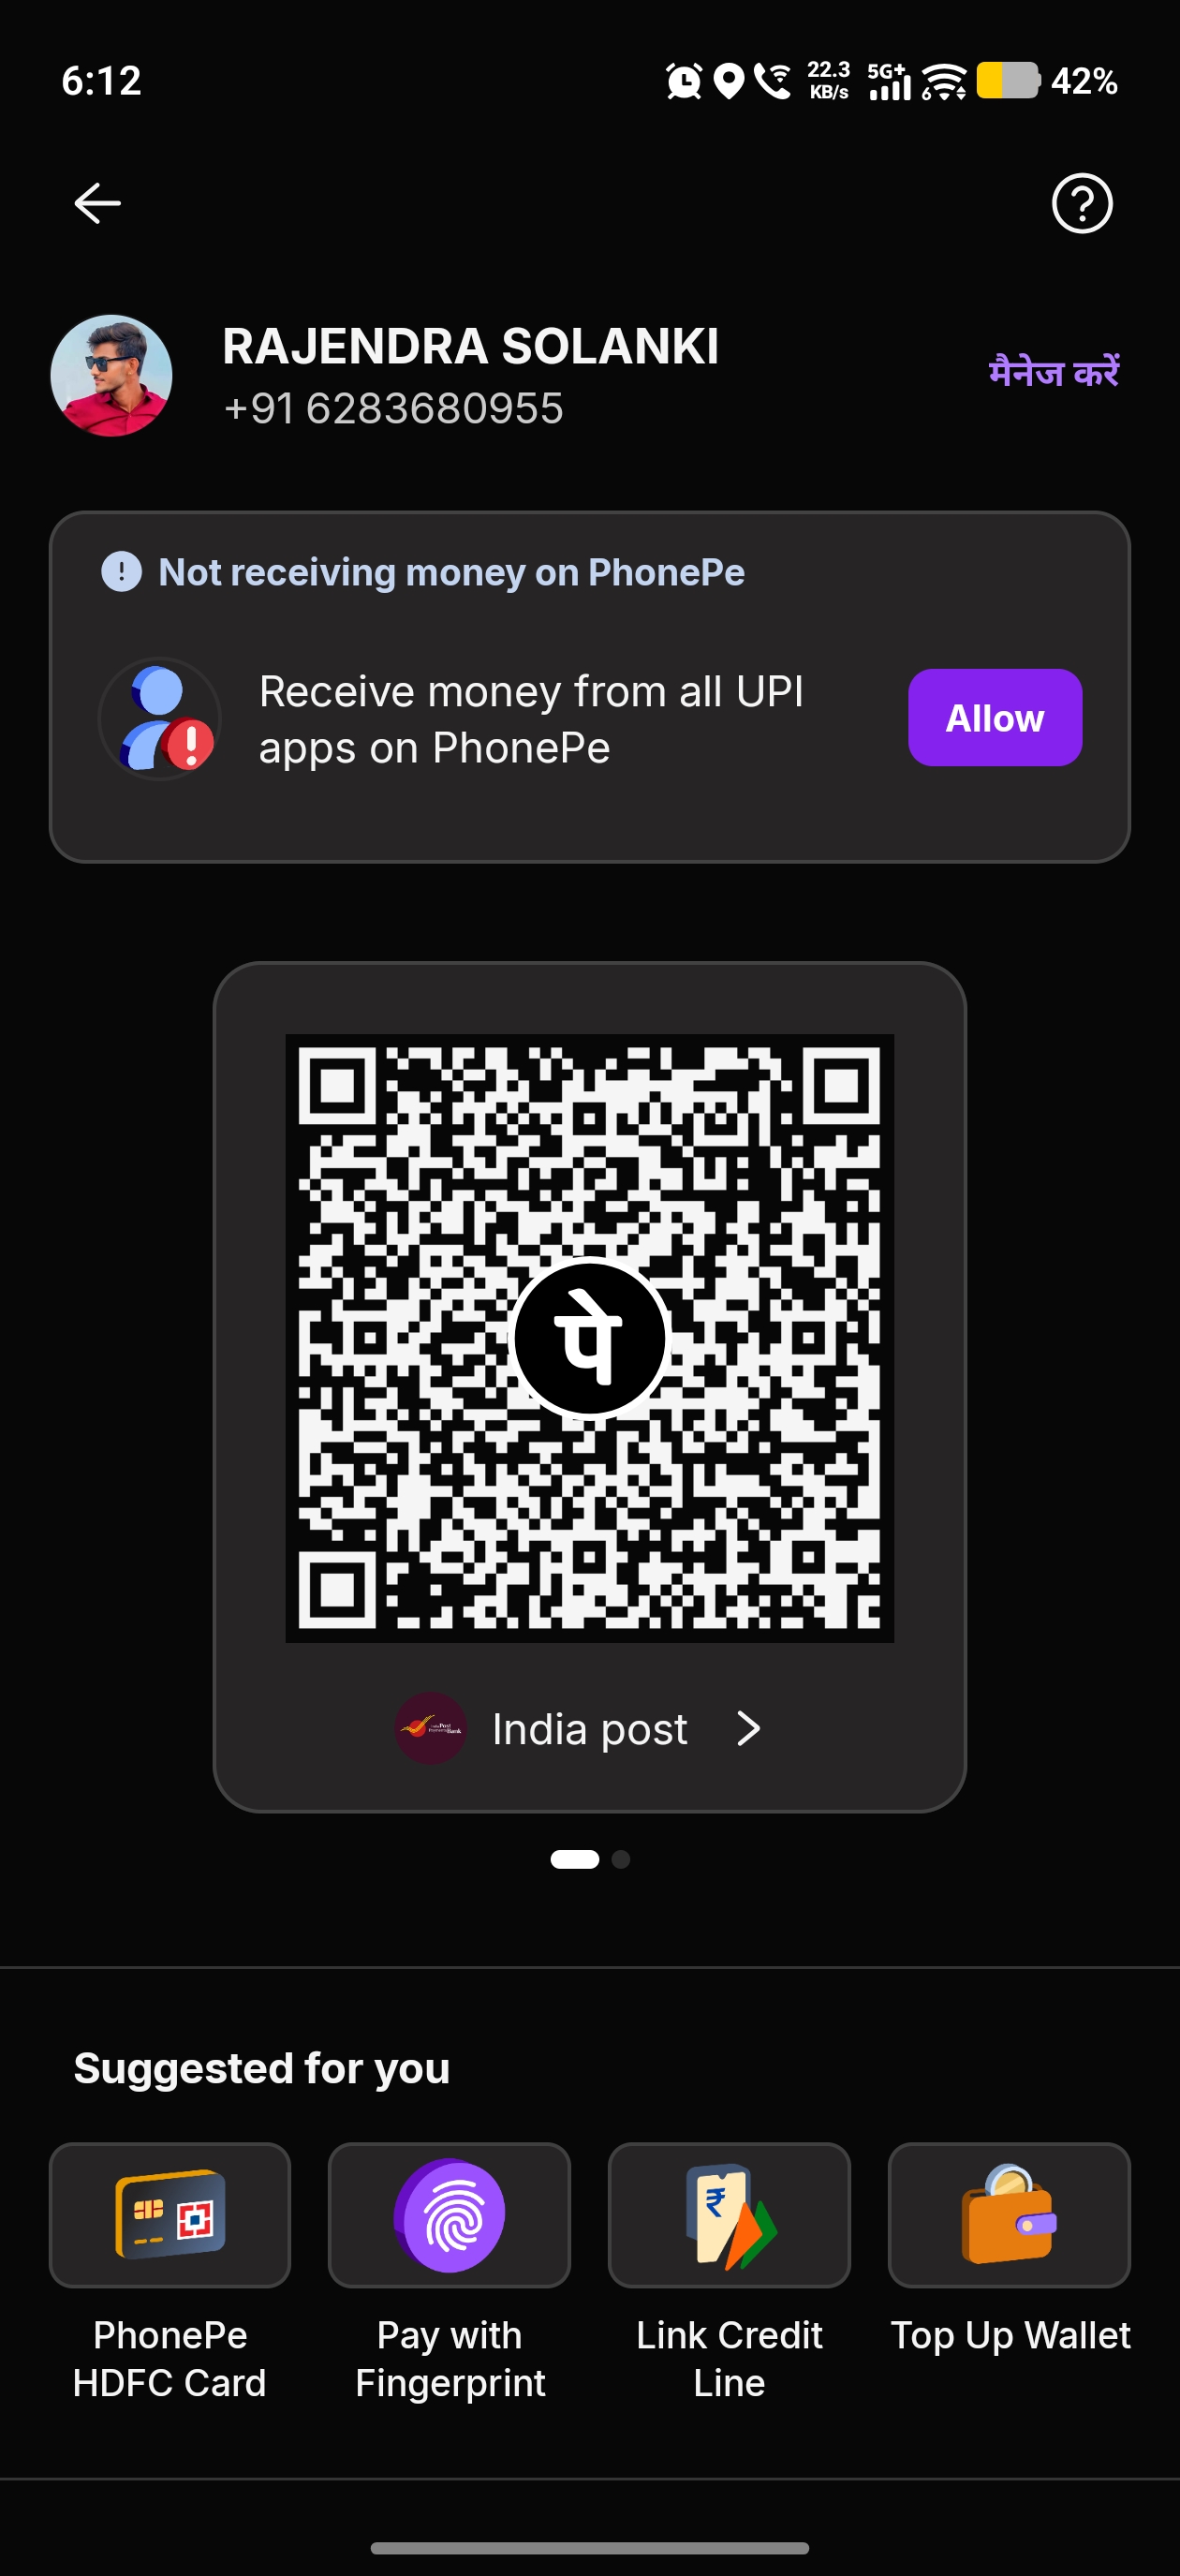 6:12
22.3
KB/s
5G+
6
42%
RAJENDRA SOLANKI
+91 6283680955
मैनेज करें
Not receiving money on PhonePe
Receive money from all UPI
apps on PhonePe
Allow
पे
India post
Suggested for you
₹
PhonePe
HDFC Card
Pay with
Fingerprint
Link Credit
Line
Top Up Wallet